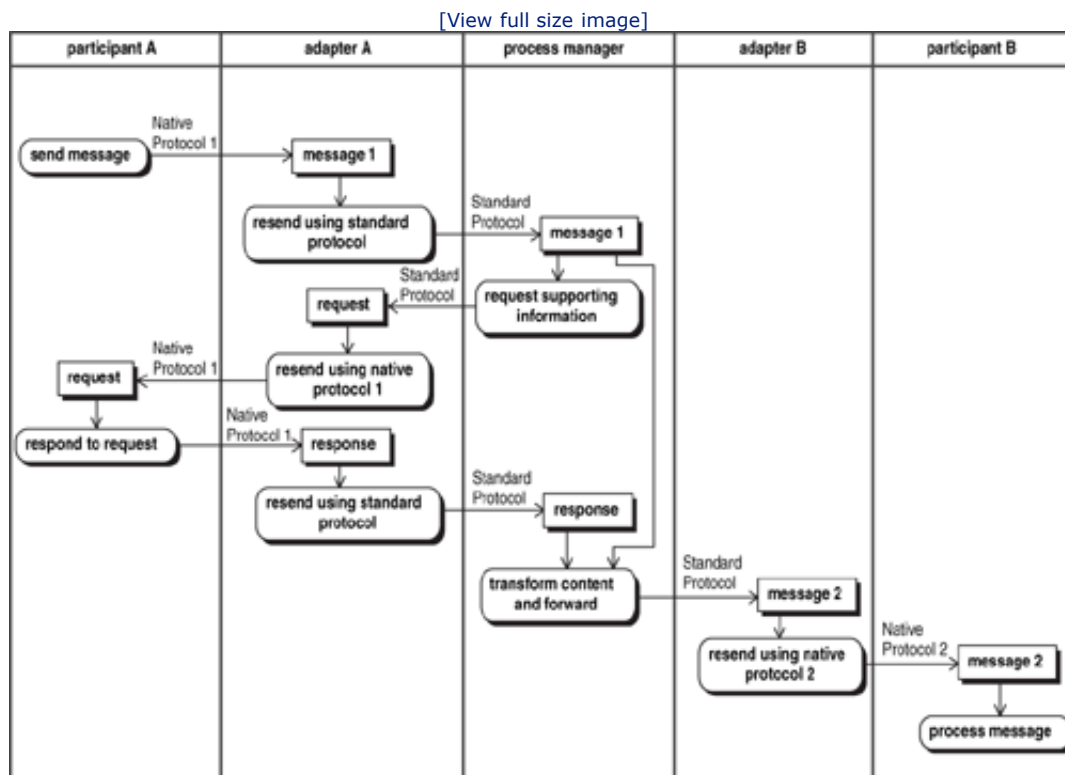 [View full size image]
participant A
adapter A
process manager
adapter B
participant B
Native
Protocol 1
send message
message 1
resend using standard
protocol
Standard
Protocol
message 1
Standard
Protocol
request
request supporting
information
Native
Protocol 1
request
resend using native
protocol 1
respond to request
Native
Protocol 1
response
resend using standard
protocol
Standard
Protocol
response
transform content
and forward
Standard
Protocol
message 2
resend using native
protocol 2
Native
Protocol 2
message 2
process message